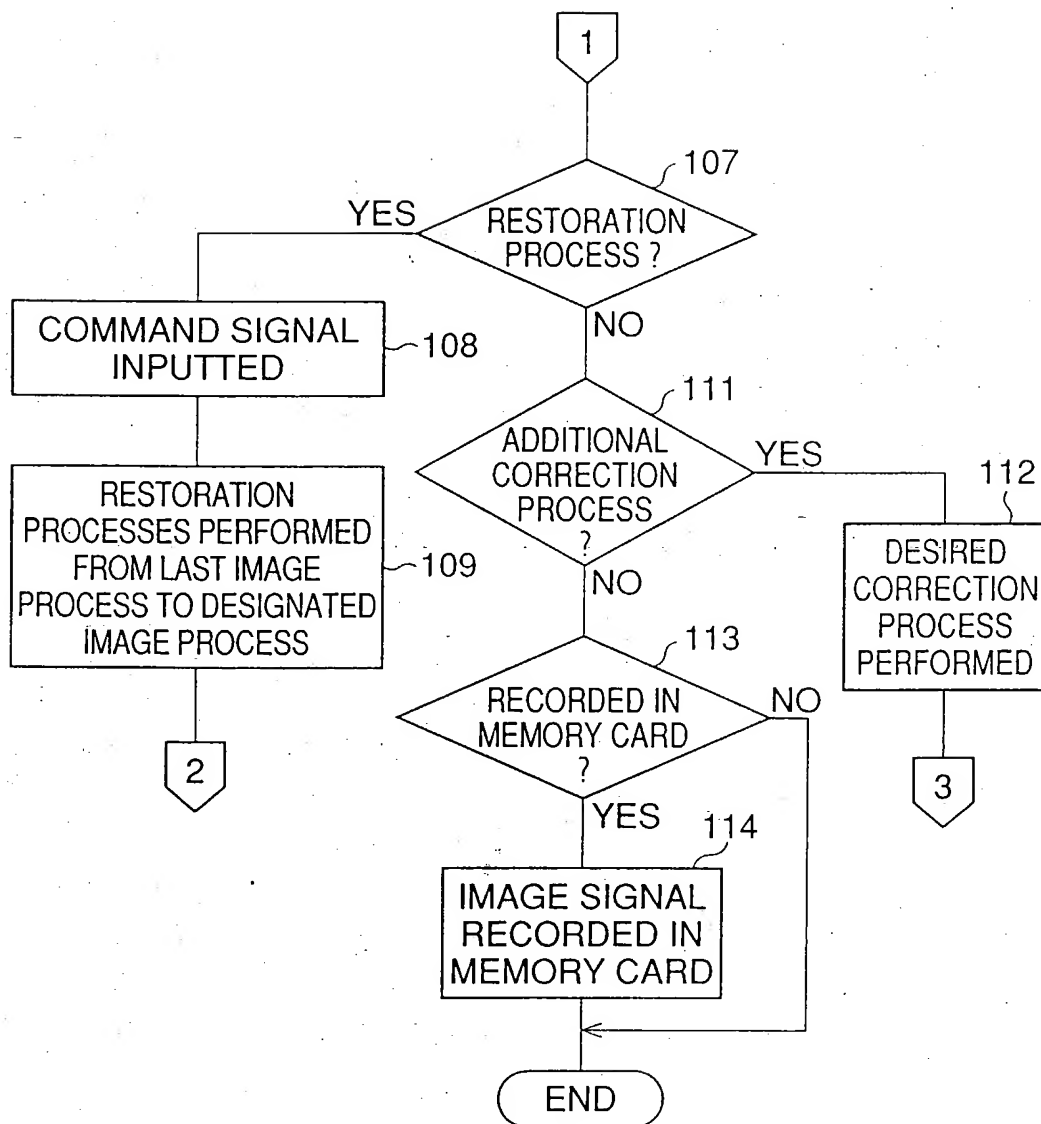 1
107
YES
RESTORATION
PROCESS ?
NO
COMMAND SIGNAL
INPUTTED
108
111
ADDITIONAL
CORRECTION
PROCESS
?
YES
NO
RESTORATION
PROCESSES PERFORMED
FROM LAST IMAGE
PROCESS TO DESIGNATED
IMAGE PROCESS
109
112
DESIRED
CORRECTION
PROCESS
PERFORMED
113
RECORDED IN
MEMORY CARD
?
NO
YES
2
3
114
IMAGE SIGNAL
RECORDED IN
MEMORY CARD
END